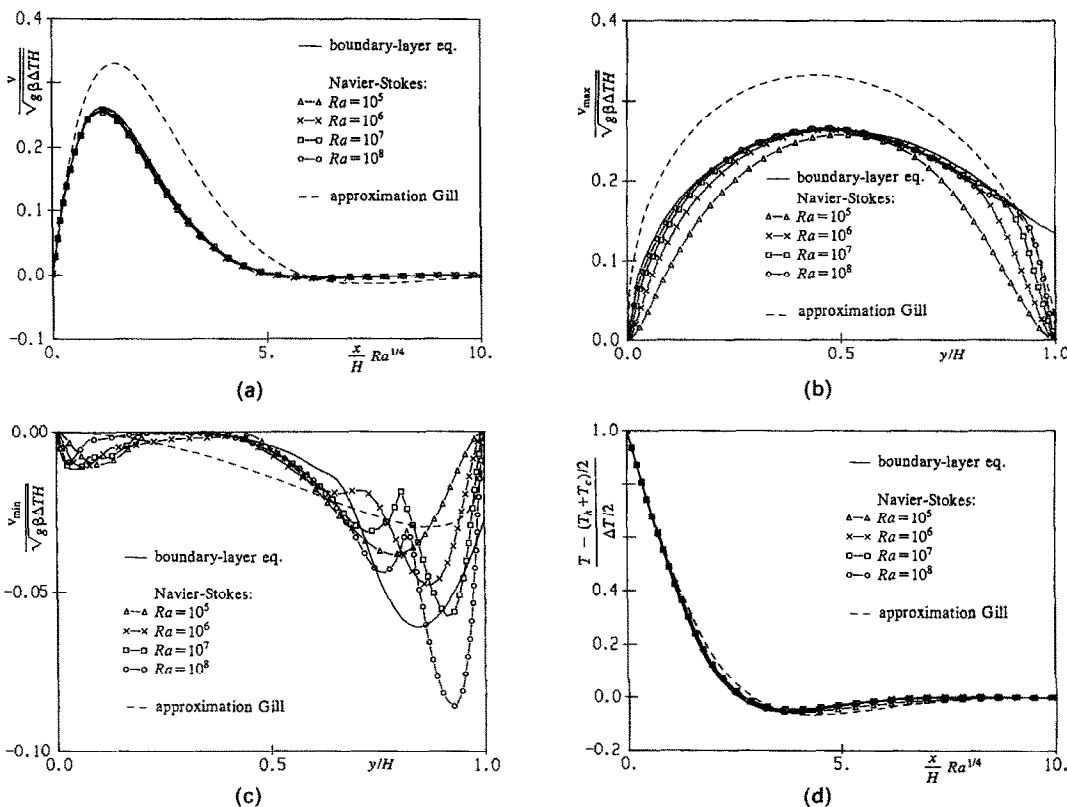 0.4
v
√gβΔTH
0.2
0.1
0.0
-0.1
0.
5.
10.
x/H Ra^1/4
boundary-layer eq.
Navier-Stokes:
Ra=10^5
Ra=10^6
Ra=10^7
Ra=10^8
approximation Gill
(a)
0.4
v_max
√gβΔTH
0.2
0.1
0.0
0.0
0.5
1.0
y/H
boundary-layer eq.
Navier-Stokes:
Ra=10^5
Ra=10^6
Ra=10^7
Ra=10^8
approximation Gill
(b)
0.00
v_min
√gβΔTH
-0.05
-0.10
0.0
0.5
1.0
y/H
boundary-layer eq.
Navier-Stokes:
Ra=10^5
Ra=10^6
Ra=10^7
Ra=10^8
approximation Gill
(c)
1.0
T − (T_h+T_c)/2
ΔT/2
0.4
0.2
0.0
-0.2
0.
5.
10.
x/H Ra^1/4
boundary-layer eq.
Navier-Stokes:
Ra=10^5
Ra=10^6
Ra=10^7
Ra=10^8
approximation Gill
(d)